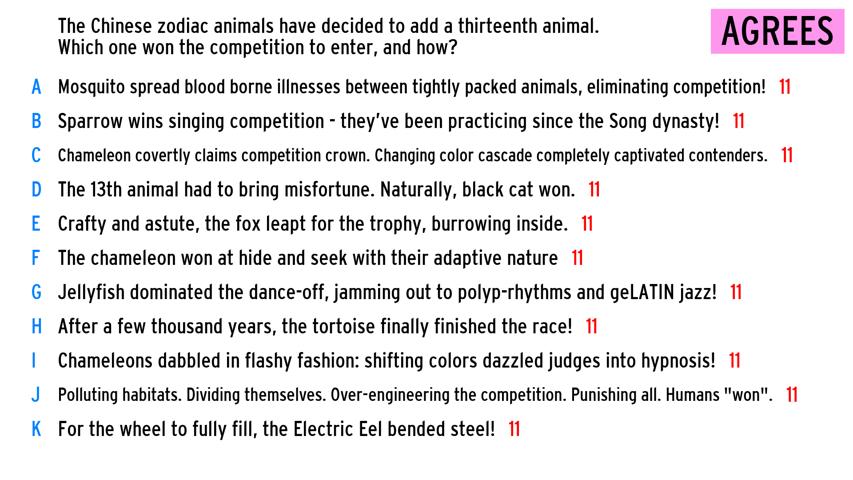 The Chinese zodiac animals have decided to add a thirteenth animal.
Which one won the competition to enter, and how?
AGREES
A Mosquito spread blood borne illnesses between tightly packed animals, eliminating competition! 11
B Sparrow wins singing competition - they've been practicing since the Song dynasty! 11
C Chameleon covertly claims competition crown. Changing color cascade completely captivated contenders. 11
D The 13th animal had to bring misfortune. Naturally, black cat won. 11
E Crafty and astute, the fox leapt for the trophy, burrowing inside. 11
F The chameleon won at hide and seek with their adaptive nature 11
G Jellyfish dominated the dance-off, jamming out to polyp-rhythms and geLATIN jazz! 11
H After a few thousand years, the tortoise finally finished the race! 11
I Chameleons dabbled in flashy fashion: shifting colors dazzled judges into hypnosis! 11
J Polluting habitats. Dividing themselves. Over-engineering the competition. Punishing all. Humans "won". 11
K For the wheel to fully fill, the Electric Eel bended steel! 11